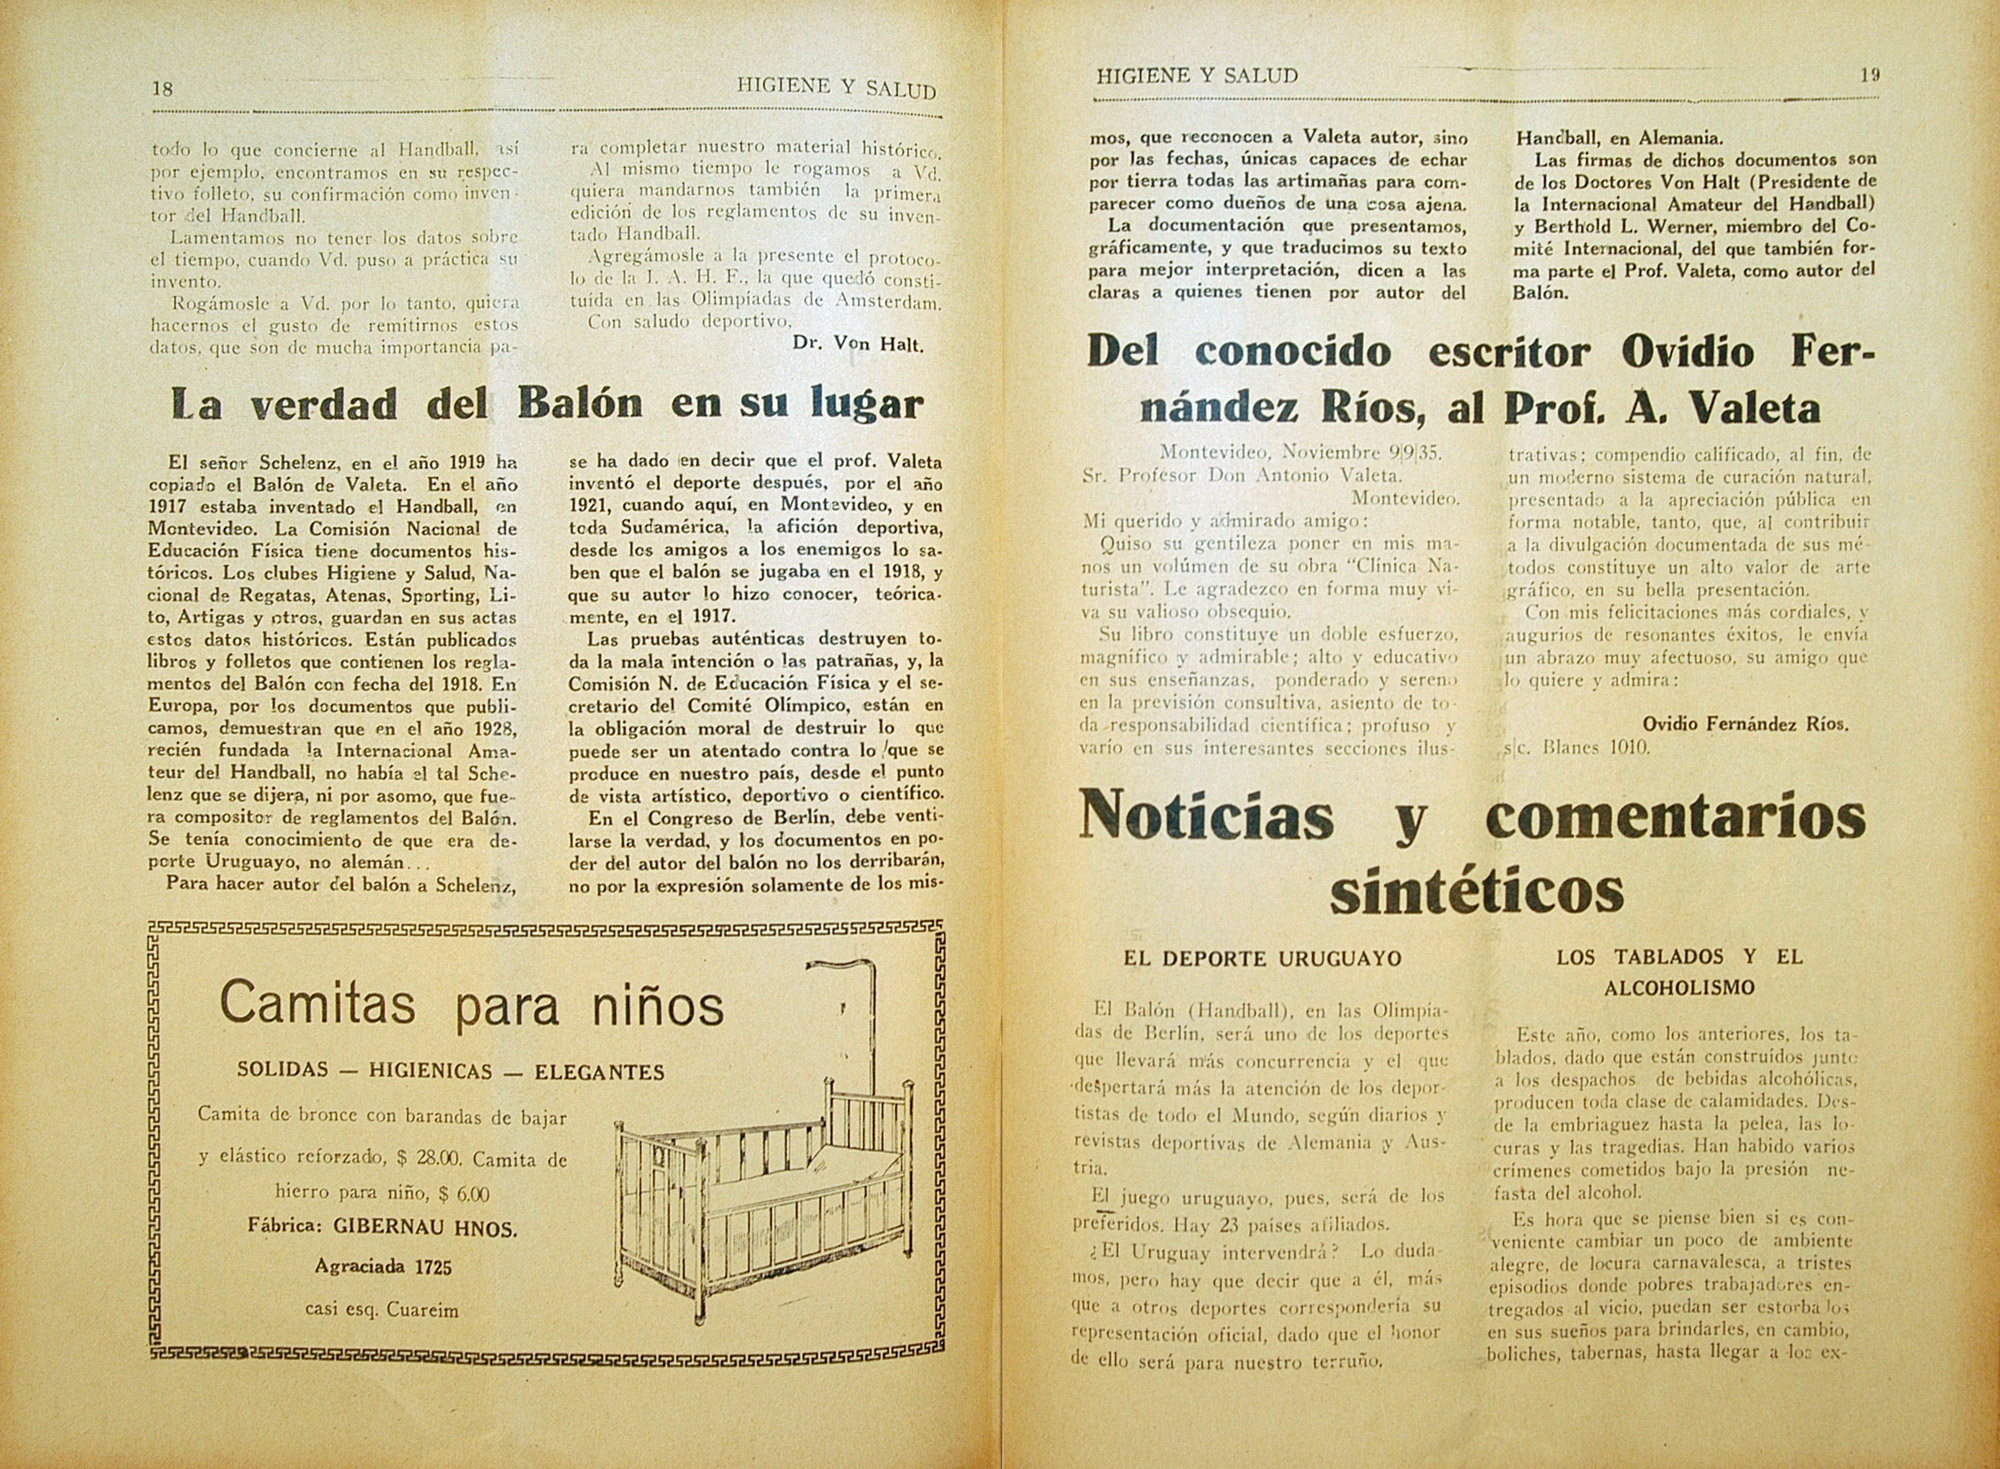 18
HIGIENE Y SALUD
todo lo que concierne al Handball, así
por ejemplo, encontramos en su respec-
tivo folleto, su confirmación como inven-
tor del Handball.
Lamentamos no tener los datos sobre
el tiempo, cuando Vd. puso a práctica su
invento.
Rogámosle a Vd. por lo tanto, quiera
hacernos el gusto de remitirnos estos
datos, que son de mucha importancia pa-
ra completar nuestro material histórico.
Al mismo tiempo le rogamos a Vd.
quiera mandarnos también la primera
edición de los reglamentos de su inven-
tado Handball.
Agregámosle a la presente el protoco-
lo de la I. A. H. F., la que quedó consti-
tuída en las Olimpíadas de Amsterdam.
Con saludo deportivo,
Dr. Von Halt.
La verdad del Balón en su lugar
El señor Schelenz, en el año 1919 ha
copiado el Balón de Valeta. En el año
1917 estaba inventado el Handball, en
Montevideo. La Comisión Nacional de
Educación Física tiene documentos his-
tóricos. Los clubes Higiene y Salud, Na-
cional de Regatas, Atenas, Sporting, Li-
to, Artigas y otros, guardan en sus actas
estos datos históricos. Están publicados
libros y folletos que contienen los regla-
mentos del Balón con fecha del 1918. En
Europa, por los documentos que publi-
camos, demuestran que en el año 1928,
recién fundada la Internacional Ama-
teur del Handball, no había el tal Sche-
lenz que se dijera, ni por asomo, que fue-
ra compositor de reglamentos del Balón.
Se tenía conocimiento de que era de-
porte Uruguayo, no alemán...
Para hacer autor del balón a Schelenz,
se ha dado en decir que el prof. Valeta
inventó el deporte después, por el año
1921, cuando aquí, en Montevideo, y en
toda Sudamérica, la afición deportiva,
desde los amigos a los enemigos lo sa-
ben que el balón se jugaba en el 1918, y
que su autor lo hizo conocer, teórica-
mente, en el 1917.
Las pruebas auténticas destruyen to-
da la mala intención o las patrañas, y, la
Comisión N. de Educación Física y el se-
cretario del Comité Olímpico, están en
la obligación moral de destruir lo que
puede ser un atentado contra lo que se
produce en nuestro país, desde el punto
de vista artístico, deportivo o científico.
En el Congreso de Berlín, debe venti-
larse la verdad, y los documentos en po-
der del autor del balón no los derribarán,
no por la expresión solamente de los mis-
Camitas para niños
SOLIDAS — HIGIENICAS — ELEGANTES
Camita de bronce con barandas de bajar
y elástico reforzado, $ 28.00. Camita de
hierro para niño, $ 6.00
Fábrica: GIBERNAU HNOS.
Agraciada 1725
casi esq. Cuareim
HIGIENE Y SALUD
19
mos, que reconocen a Valeta autor, sino
por las fechas, únicas capaces de echar
por tierra todas las artimañas para com-
parecer como dueños de una cosa ajena.
La documentación que presentamos,
gráficamente, y que traducimos su texto
para mejor interpretación, dicen a las
claras a quienes tienen por autor del
Handball, en Alemania.
Las firmas de dichos documentos son
de los Doctores Von Halt (Presidente de
la Internacional Amateur del Handball)
y Berthold L. Werner, miembro del Co-
mité Internacional, del que también for-
ma parte el Prof. Valeta, como autor del
Balón.
Del conocido escritor Ovidio Fer-
nández Ríos, al Prof. A. Valeta
Montevideo, Noviembre 9|9|35.
Sr. Profesor Don Antonio Valeta.
Montevideo.
Mi querido y admirado amigo:
Quiso su gentileza poner en mis ma-
nos un volúmen de su obra "Clínica Na-
turista". Le agradezco en forma muy vi-
va su valioso obsequio.
Su libro constituye un doble esfuerzo,
magnífico y admirable; alto y educativo
en sus enseñanzas, ponderado y sereno
en la previsión consultiva, asiento de to-
da responsabilidad científica; profuso y
vario en sus interesantes secciones ilus-
trativas; compendio calificado, al fin, de
un moderno sistema de curación natural,
presentado a la apreciación pública en
forma notable, tanto, que, al contribuir
a la divulgación documentada de sus mé-
todos constituye un alto valor de arte
gráfico, en su bella presentación.
Con mis felicitaciones más cordiales, y
augurios de resonantes éxitos, le envía
un abrazo muy afectuoso, su amigo que
lo quiere y admira:
Ovidio Fernández Ríos.
s|c. Blanes 1010.
Noticias y comentarios
sintéticos
EL DEPORTE URUGUAYO
El Balón (Handball), en las Olimpía-
das de Berlín, será uno de los deportes
que llevará más concurrencia y el que
despertará más la atención de los depor-
tistas de todo el Mundo, según diarios y
revistas deportivas de Alemania y Aus-
tria.
El juego uruguayo, pues, será de los
preferidos. Hay 23 países afiliados.
¿El Uruguay intervendrá? Lo duda-
mos, pero hay que decir que a él, más
que a otros deportes correspondería su
representación oficial, dado que el honor
de ello será para nuestro terruño.
LOS TABLADOS Y EL
ALCOHOLISMO
Este año, como los anteriores, los ta-
blados, dado que están construídos junto
a los despachos de bebidas alcohólicas,
producen toda clase de calamidades. Des-
de la embriaguez hasta la pelea, las lo-
curas y las tragedias. Han habido varios
crímenes cometidos bajo la presión ne-
fasta del alcohol.
Es hora que se piense bien si es con-
veniente cambiar un poco de ambiente
alegre, de locura carnavalesca, a tristes
episodios donde pobres trabajadores en-
tregados al vicio, puedan ser estorbados
en sus sueños para brindarles, en cambio,
boliches, tabernas, hasta llegar a los ex-